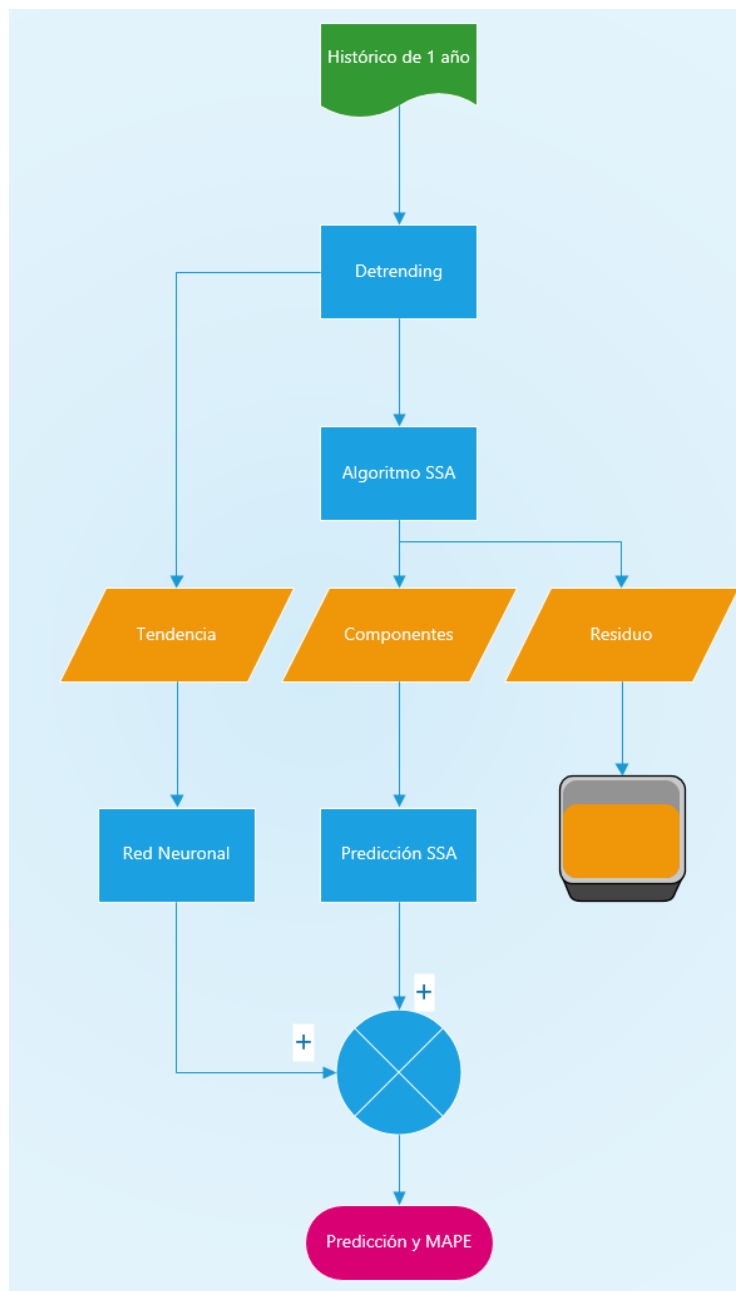 Histórico de 1 año
Detrending
Algoritmo SSA
Tendencia
Componentes
Residuo
Red Neuronal
Predicción SSA
+
+
Predicción y MAPE